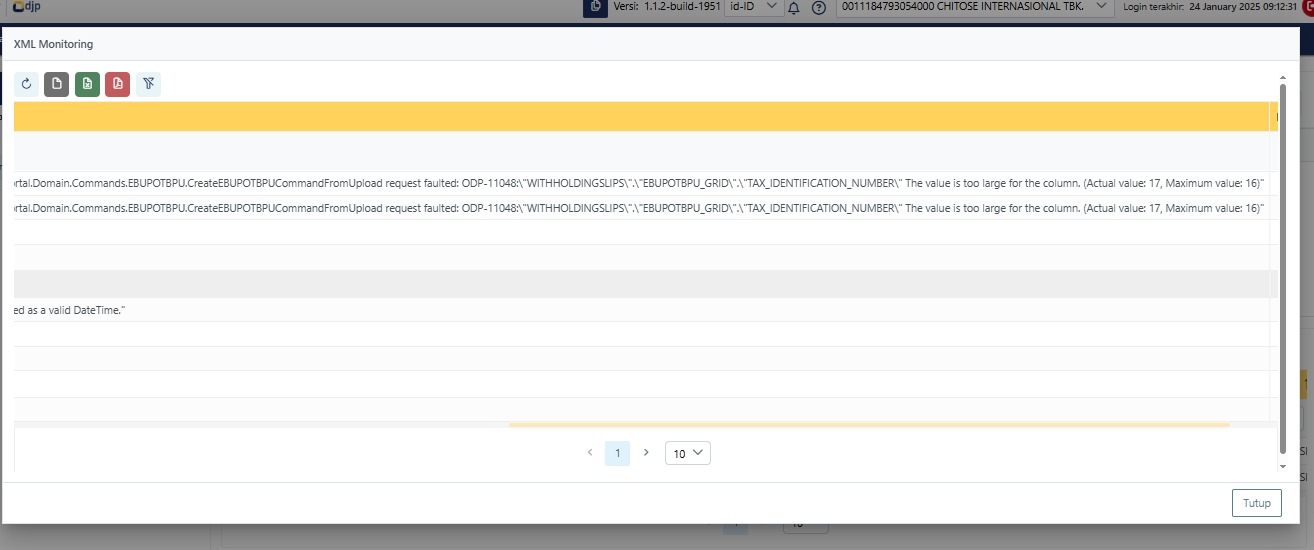 djp
Versi: 1.1.2-build-1951
id-ID
0011184793054000 CHITOSE INTERNASIONAL TBK.
Login terakhir: 24 January 2025 09:12:31
XML Monitoring
rtal.Domain.Commands.EBUPOTBPU.CreateEBUPOTBPUCommandFromUpload request faulted: ODP-11048:\"WITHHOLDINGSLIPS\".\"EBUPOTBPU_GRID\".\"TAX_IDENTIFICATION_NUMBER\" The value is too large for the column. (Actual value: 17, Maximum value: 16)"
rtal.Domain.Commands.EBUPOTBPU.CreateEBUPOTBPUCommandFromUpload request faulted: ODP-11048:\"WITHHOLDINGSLIPS\".\"EBUPOTBPU_GRID\".\"TAX_IDENTIFICATION_NUMBER\" The value is too large for the column. (Actual value: 17, Maximum value: 16)"
ed as a valid DateTime."
1
10
SI
SI
Tutup